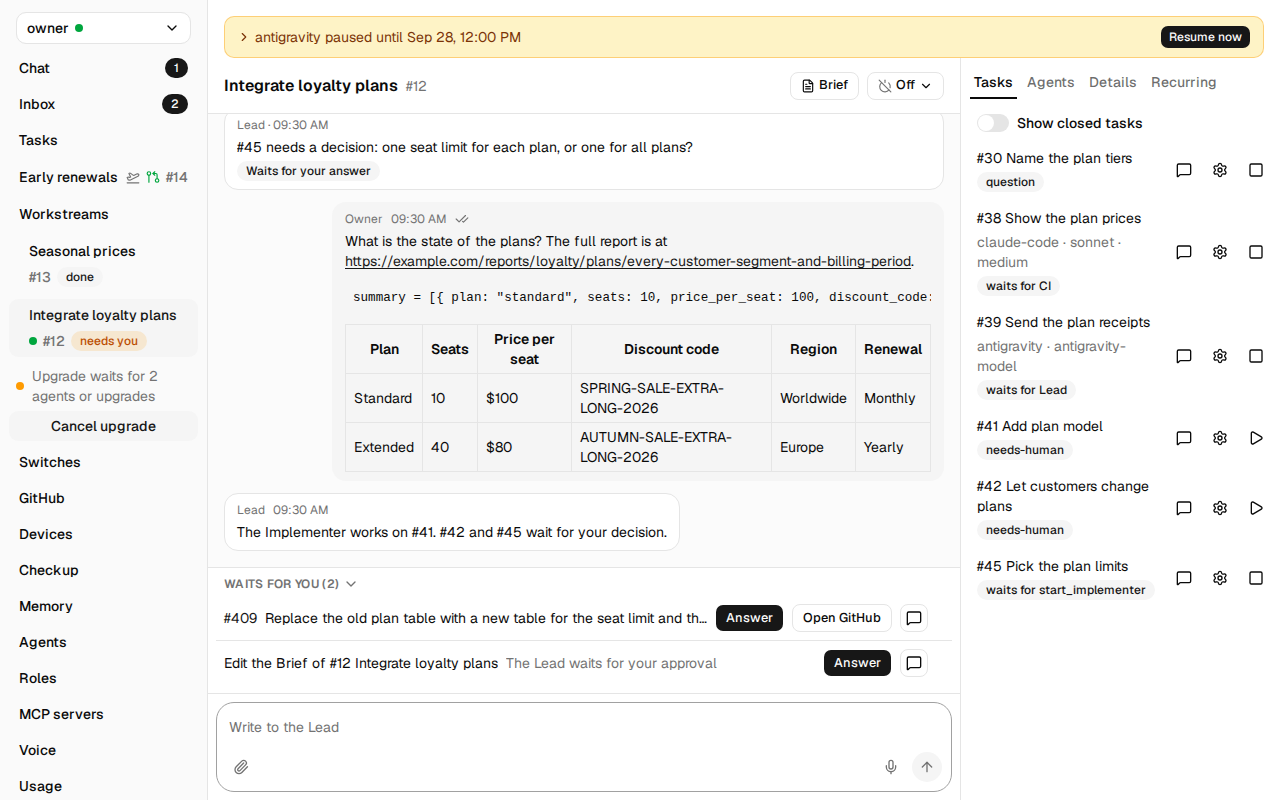 owner
Chat 1
Inbox 2
Tasks
Early renewals #14
Workstreams
Seasonal prices
#13 done
Integrate loyalty plans
#12 needs you
Upgrade waits for 2
agents or upgrades
Cancel upgrade
Switches
GitHub
Devices
Checkup
Memory
Agents
Roles
MCP servers
Voice
Usage
antigravity paused until Sep 28, 12:00 PM
Resume now
Integrate loyalty plans #12
Brief
Off
Lead · 09:30 AM
#45 needs a decision: one seat limit for each plan, or one for all plans?
Waits for your answer
Owner 09:30 AM
What is the state of the plans? The full report is at
https://example.com/reports/loyalty/plans/every-customer-segment-and-billing-period.
summary = [{ plan: "standard", seats: 10, price_per_seat: 100, discount_code:
Plan Seats Price per seat Discount code Region Renewal
Standard 10 $100 SPRING-SALE-EXTRA-LONG-2026 Worldwide Monthly
Extended 40 $80 AUTUMN-SALE-EXTRA-LONG-2026 Europe Yearly
Lead 09:30 AM
The Implementer works on #41. #42 and #45 wait for your decision.
WAITS FOR YOU (2)
#409 Replace the old plan table with a new table for the seat limit and th… Answer Open GitHub
Edit the Brief of #12 Integrate loyalty plans The Lead waits for your approval Answer
Write to the Lead
Tasks Agents Details Recurring
Show closed tasks
#30 Name the plan tiers
question
#38 Show the plan prices
claude-code · sonnet ·
medium
waits for CI
#39 Send the plan receipts
antigravity · antigravity-
model
waits for Lead
#41 Add plan model
needs-human
#42 Let customers change
plans
needs-human
#45 Pick the plan limits
waits for start_implementer